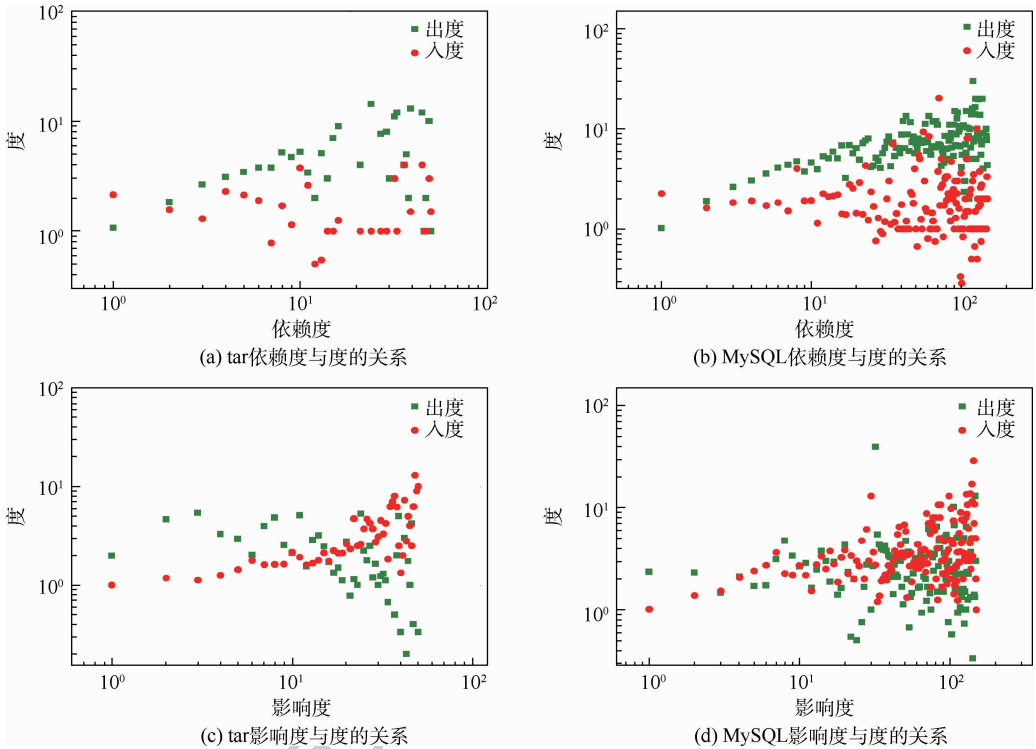 10² 出度 入度
10¹
10⁰
度
10⁰ 10¹ 10²
依赖度
(a) tar依赖度与度的关系
10² 出度 入度
10¹
10⁰
度
10⁰ 10¹ 10²
依赖度
(b) MySQL依赖度与度的关系
10² 出度 入度
10¹
10⁰
度
10⁰ 10¹ 10²
影响度
(c) tar影响度与度的关系
10² 出度 入度
10¹
10⁰
度
10⁰ 10¹ 10²
影响度
(d) MySQL影响度与度的关系